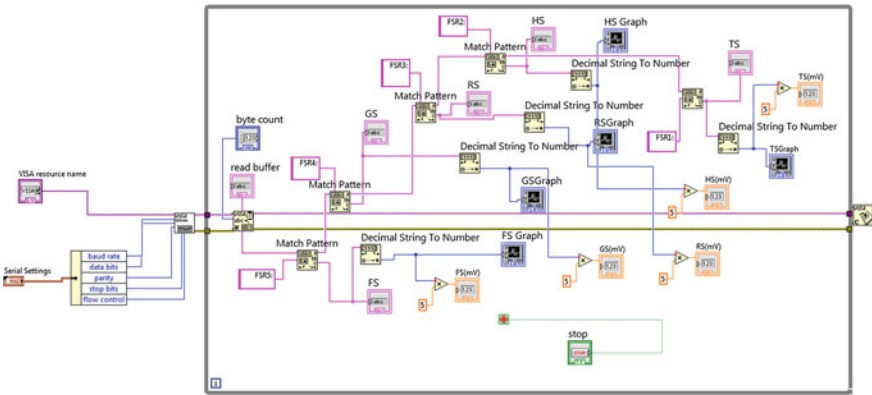 FSR2:
HS
HS Graph
Match Pattern
TS
FSR3:
Decimal String To Number
TS(mV)
Match Pattern
RS
5
byte count
GS
Decimal String To Number
RSGraph
FSR1:
Decimal String To Number
read buffer
Decimal String To Number
TSGraph
FSR4:
VISA resource name
Match Pattern
GSGraph
HS(mV)
5
baud rate
data bits
parity
stop bits
flow control
Serial Settings
Match Pattern
Decimal String To Number
FS Graph
FSR5:
FS
FS(mV)
5
GS(mV)
5
RS(mV)
5
stop
STOP
i